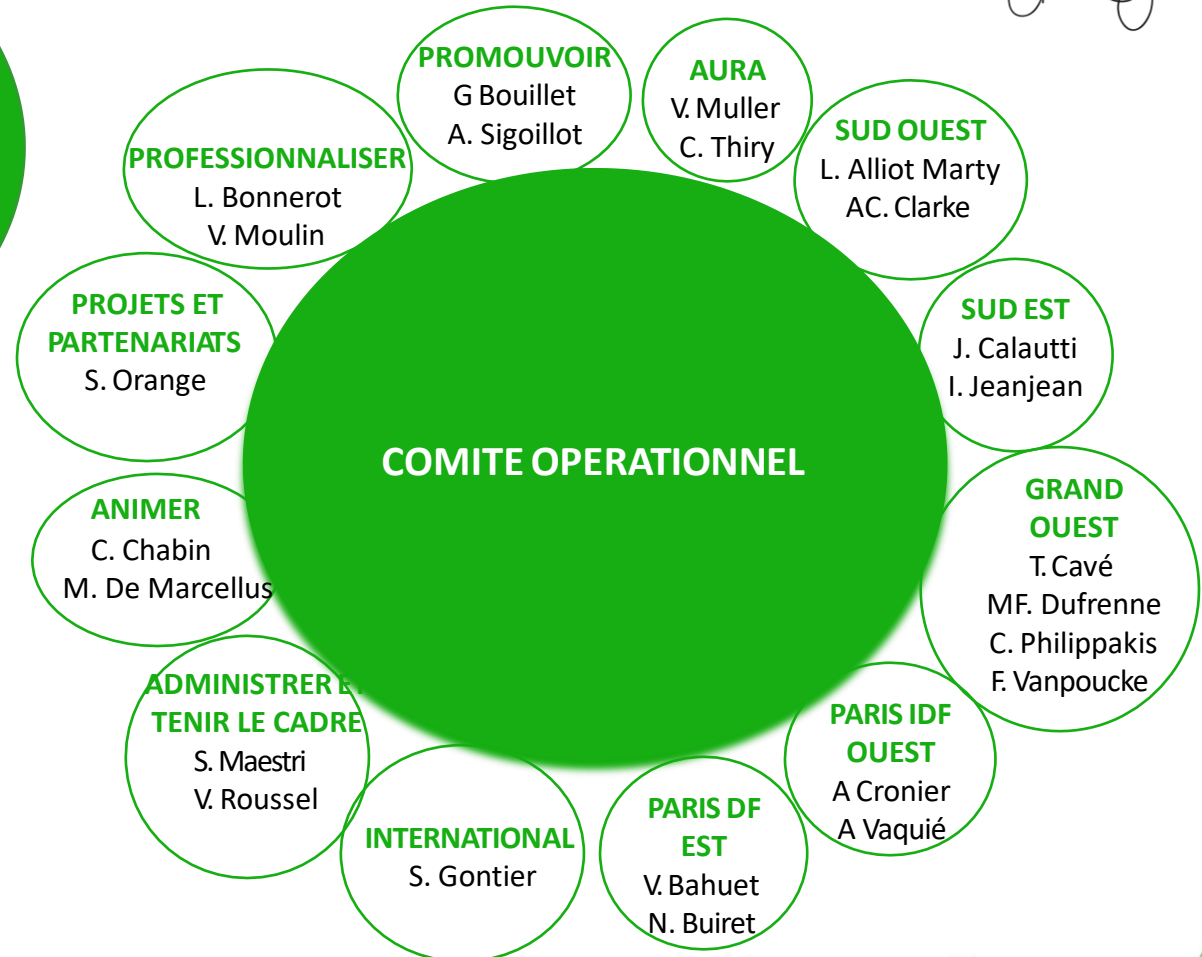 PROMOUVOIR
G Bouillet
A. Sigoillot
AURA
V. Muller
C. Thiry
SUD OUEST
L. Alliot Marty
AC. Clarke
SUD EST
J. Calautti
I. Jeanjean
GRAND
OUEST
T. Cavé
MF. Dufrenne
C. Philippakis
F. Vanpoucke
PARIS IDF
OUEST
A Cronier
A Vaquié
PARIS DF
EST
V. Bahuet
N. Buiret
INTERNATIONAL
S. Gontier
ADMINISTRER ET
TENIR LE CADRE
S. Maestri
V. Roussel
ANIMER
C. Chabin
M. De Marcellus
PROJETS ET
PARTENARIATS
S. Orange
PROFESSIONNALISER
L. Bonnerot
V. Moulin
COMITE OPERATIONNEL